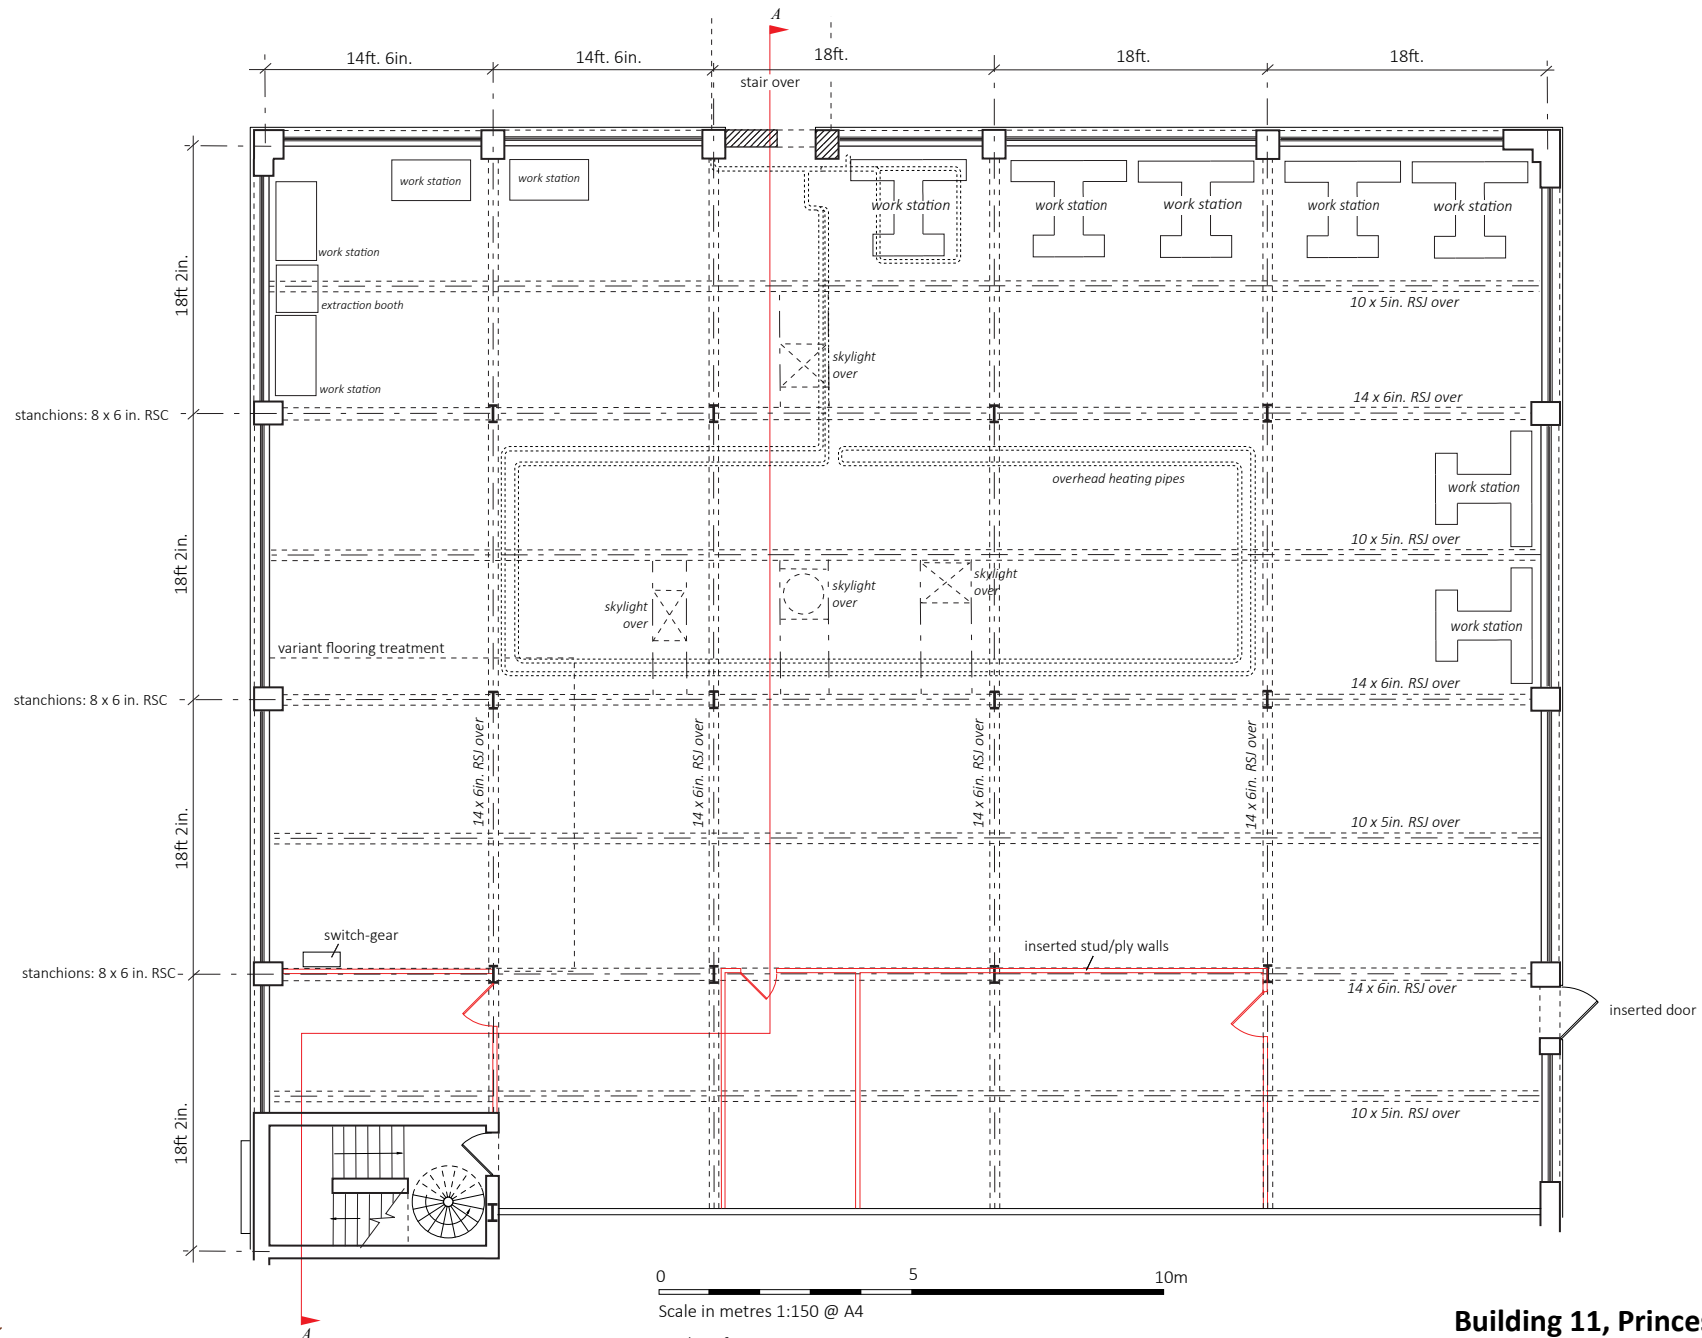 A
14ft. 6in.
14ft. 6in.
18ft.
18ft.
18ft.
stair over
work station
work station
work station
work station
work station
work station
work station
work station
18ft 2in.
extraction booth
10 x 5in. RSJ over
skylight
over
work station
14 x 6in. RSJ over
stanchions: 8 x 6 in. RSC
overhead heating pipes
work station
18ft 2in.
10 x 5in. RSJ over
skylight
over
skylight
over
skylight
over
work station
variant flooring treatment
14 x 6in. RSJ over
stanchions: 8 x 6 in. RSC
14 x 6in. RSJ over
14 x 6in. RSJ over
14 x 6in. RSJ over
14 x 6in. RSJ over
18ft 2in.
10 x 5in. RSJ over
switch-gear
inserted stud/ply walls
stanchions: 8 x 6 in. RSC
14 x 6in. RSJ over
inserted door
18ft 2in.
10 x 5in. RSJ over
0 5 10m
Scale in metres 1:150 @ A4
Building 11, Prince
A